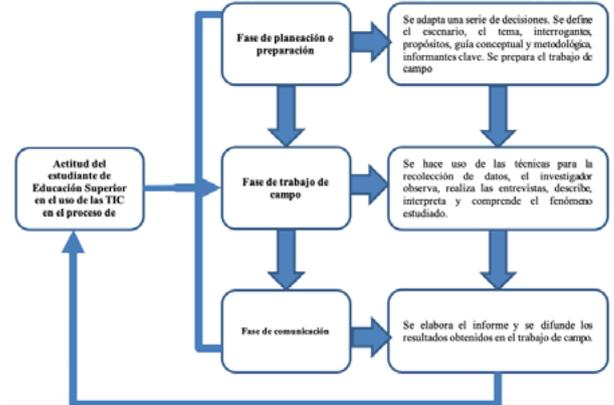 Fase de planeación o
preparación
Se adapta una serie de decisiones. Se define
el escenario, el tema, interrogantes,
propósitos, guía conceptual y metodológica,
informantes clave. Se prepara el trabajo de
campo
Actitud del
estudiante de
Educación Superior
en el uso de las TIC
en el proceso de
Fase de trabajo de
campo
Se hace uso de las técnicas para la
recolección de datos, el investigador
observa, realiza las entrevistas, describe,
interpreta y comprende el fenómeno
estudiado.
Fase de comunicación
Se elabora el informe y se difunde los
resultados obtenidos en el trabajo de campo.